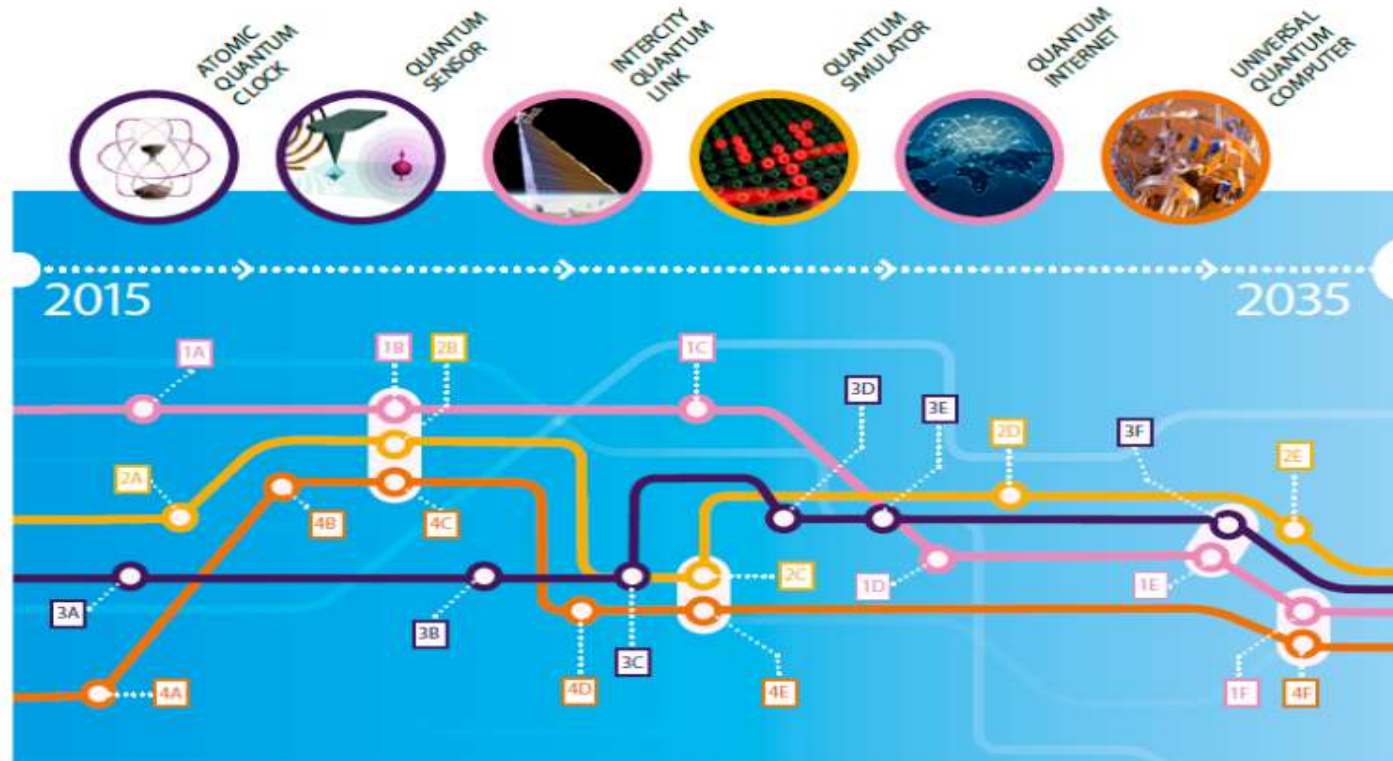 ATOMIC
QUANTUM
CLOCK
QUANTUM
SENSOR
INTERCITY
QUANTUM
LINK
QUANTUM
SIMULATOR
QUANTUM
INTERNET
UNIVERSAL
QUANTUM
COMPUTER
2015
2035
1A
1B
2B
1C
3D
3E
2D
3F
2E
2A
4B
4C
3A
3B
3C
2C
1D
1E
4A
4D
4E
1F
4F